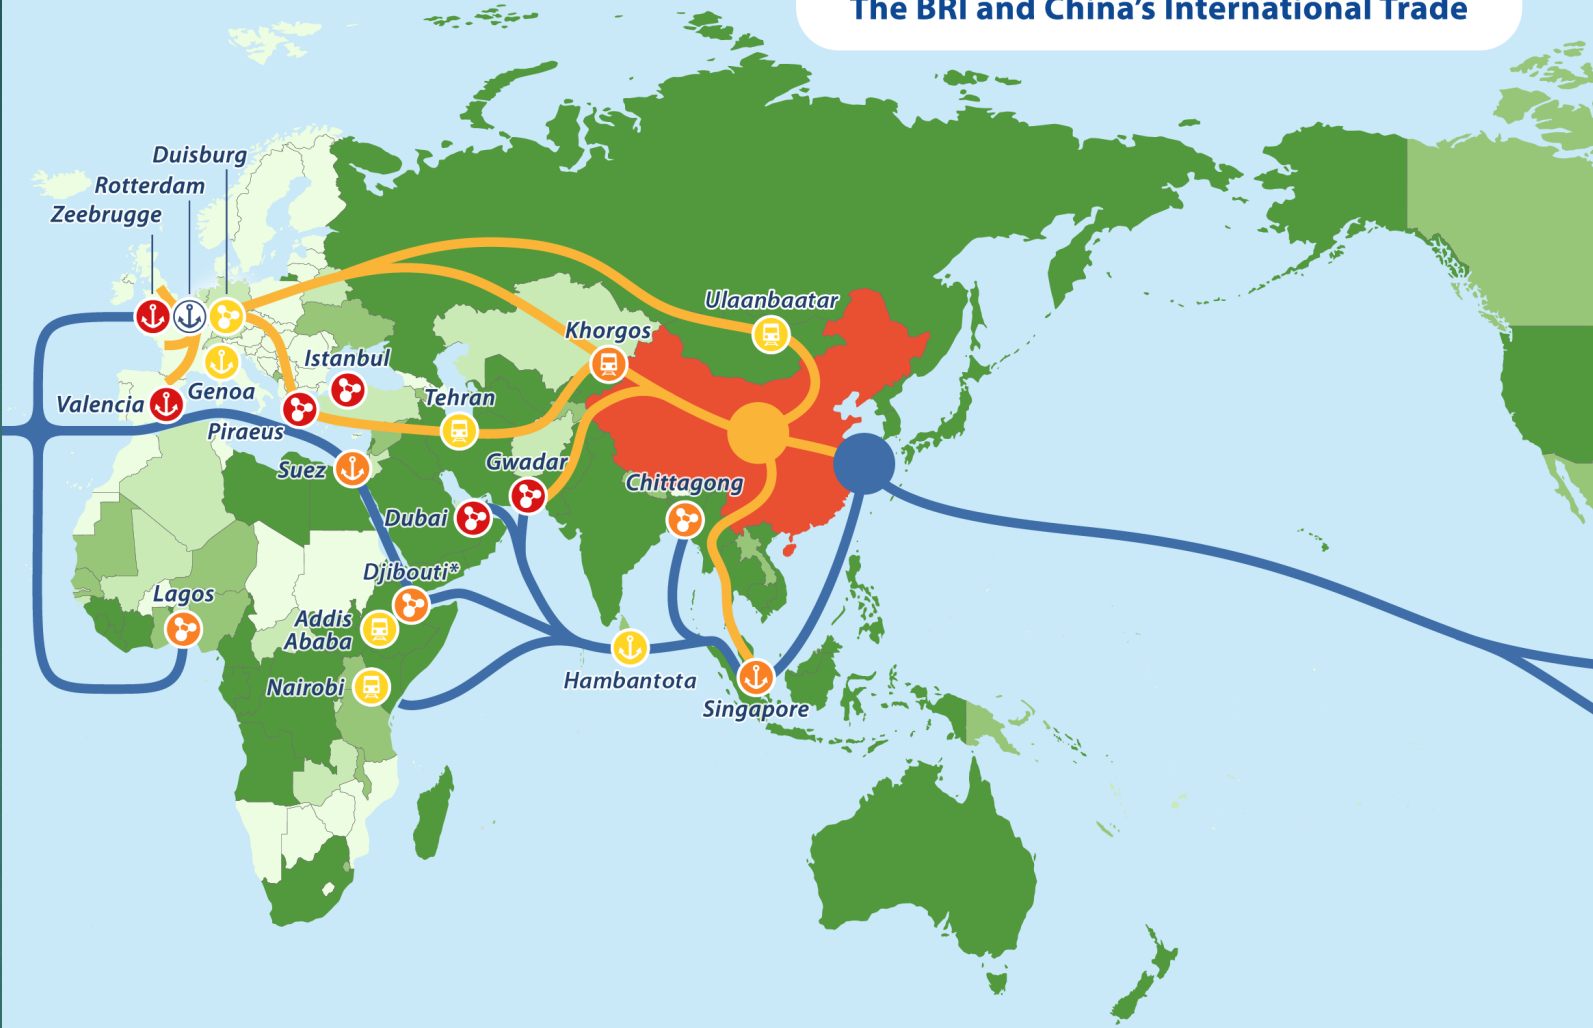 The BRI and China's International Trade
Duisburg
Rotterdam
Zeebrugge
Ulaanbaatar
Khorgos
Istanbul
Genoa
Tehran
Valencia
Piraeus
Suez
Gwadar
Chittagong
Dubai
Djibouti*
Lagos
Addis
Ababa
Nairobi
Hambantota
Singapore